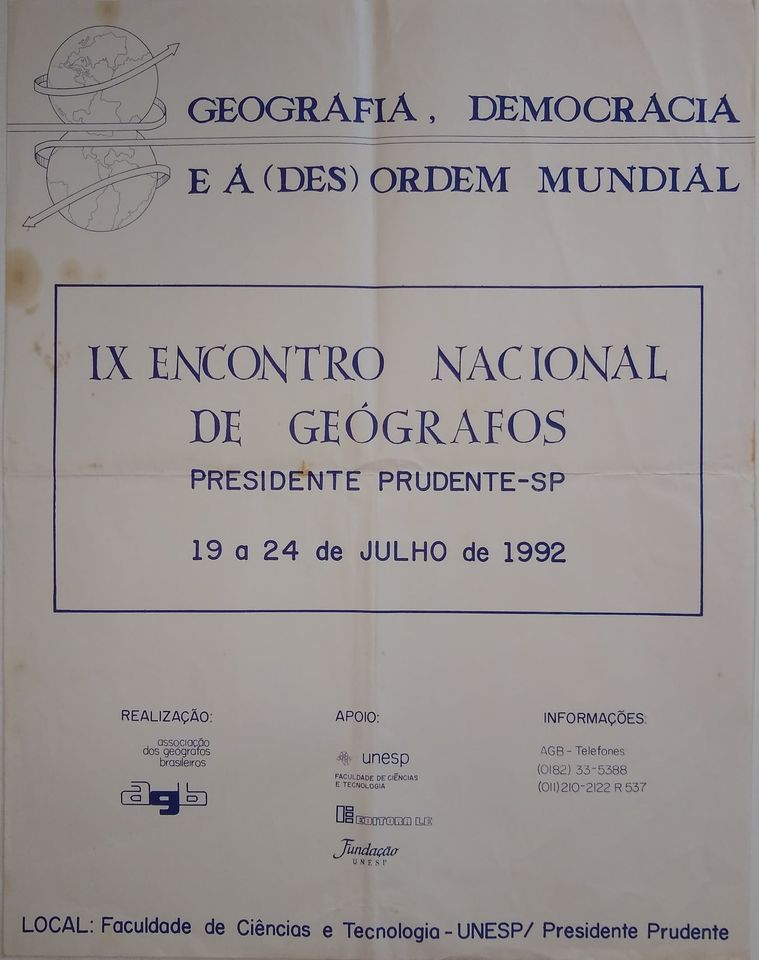 GEOGRAFIA, DEMOCRACIA
E A (DES) ORDEM MUNDIAL
IX ENCONTRO NACIONAL
DE GEÓGRAFOS
PRESIDENTE PRUDENTE-SP
19 a 24 de JULHO de 1992
REALIZAÇÃO:
associação
dos geógrafos
brasileiros
agb
APOIO:
unesp
FACULDADE DE CIÊNCIAS
E TECNOLOGIA
EDITORA LE
Fundação
UNESP
INFORMAÇÕES:
AGB - Telefones
(0182) 33-5388
(011) 210-2122 R 537
LOCAL: Faculdade de Ciências e Tecnologia - UNESP/ Presidente Prudente